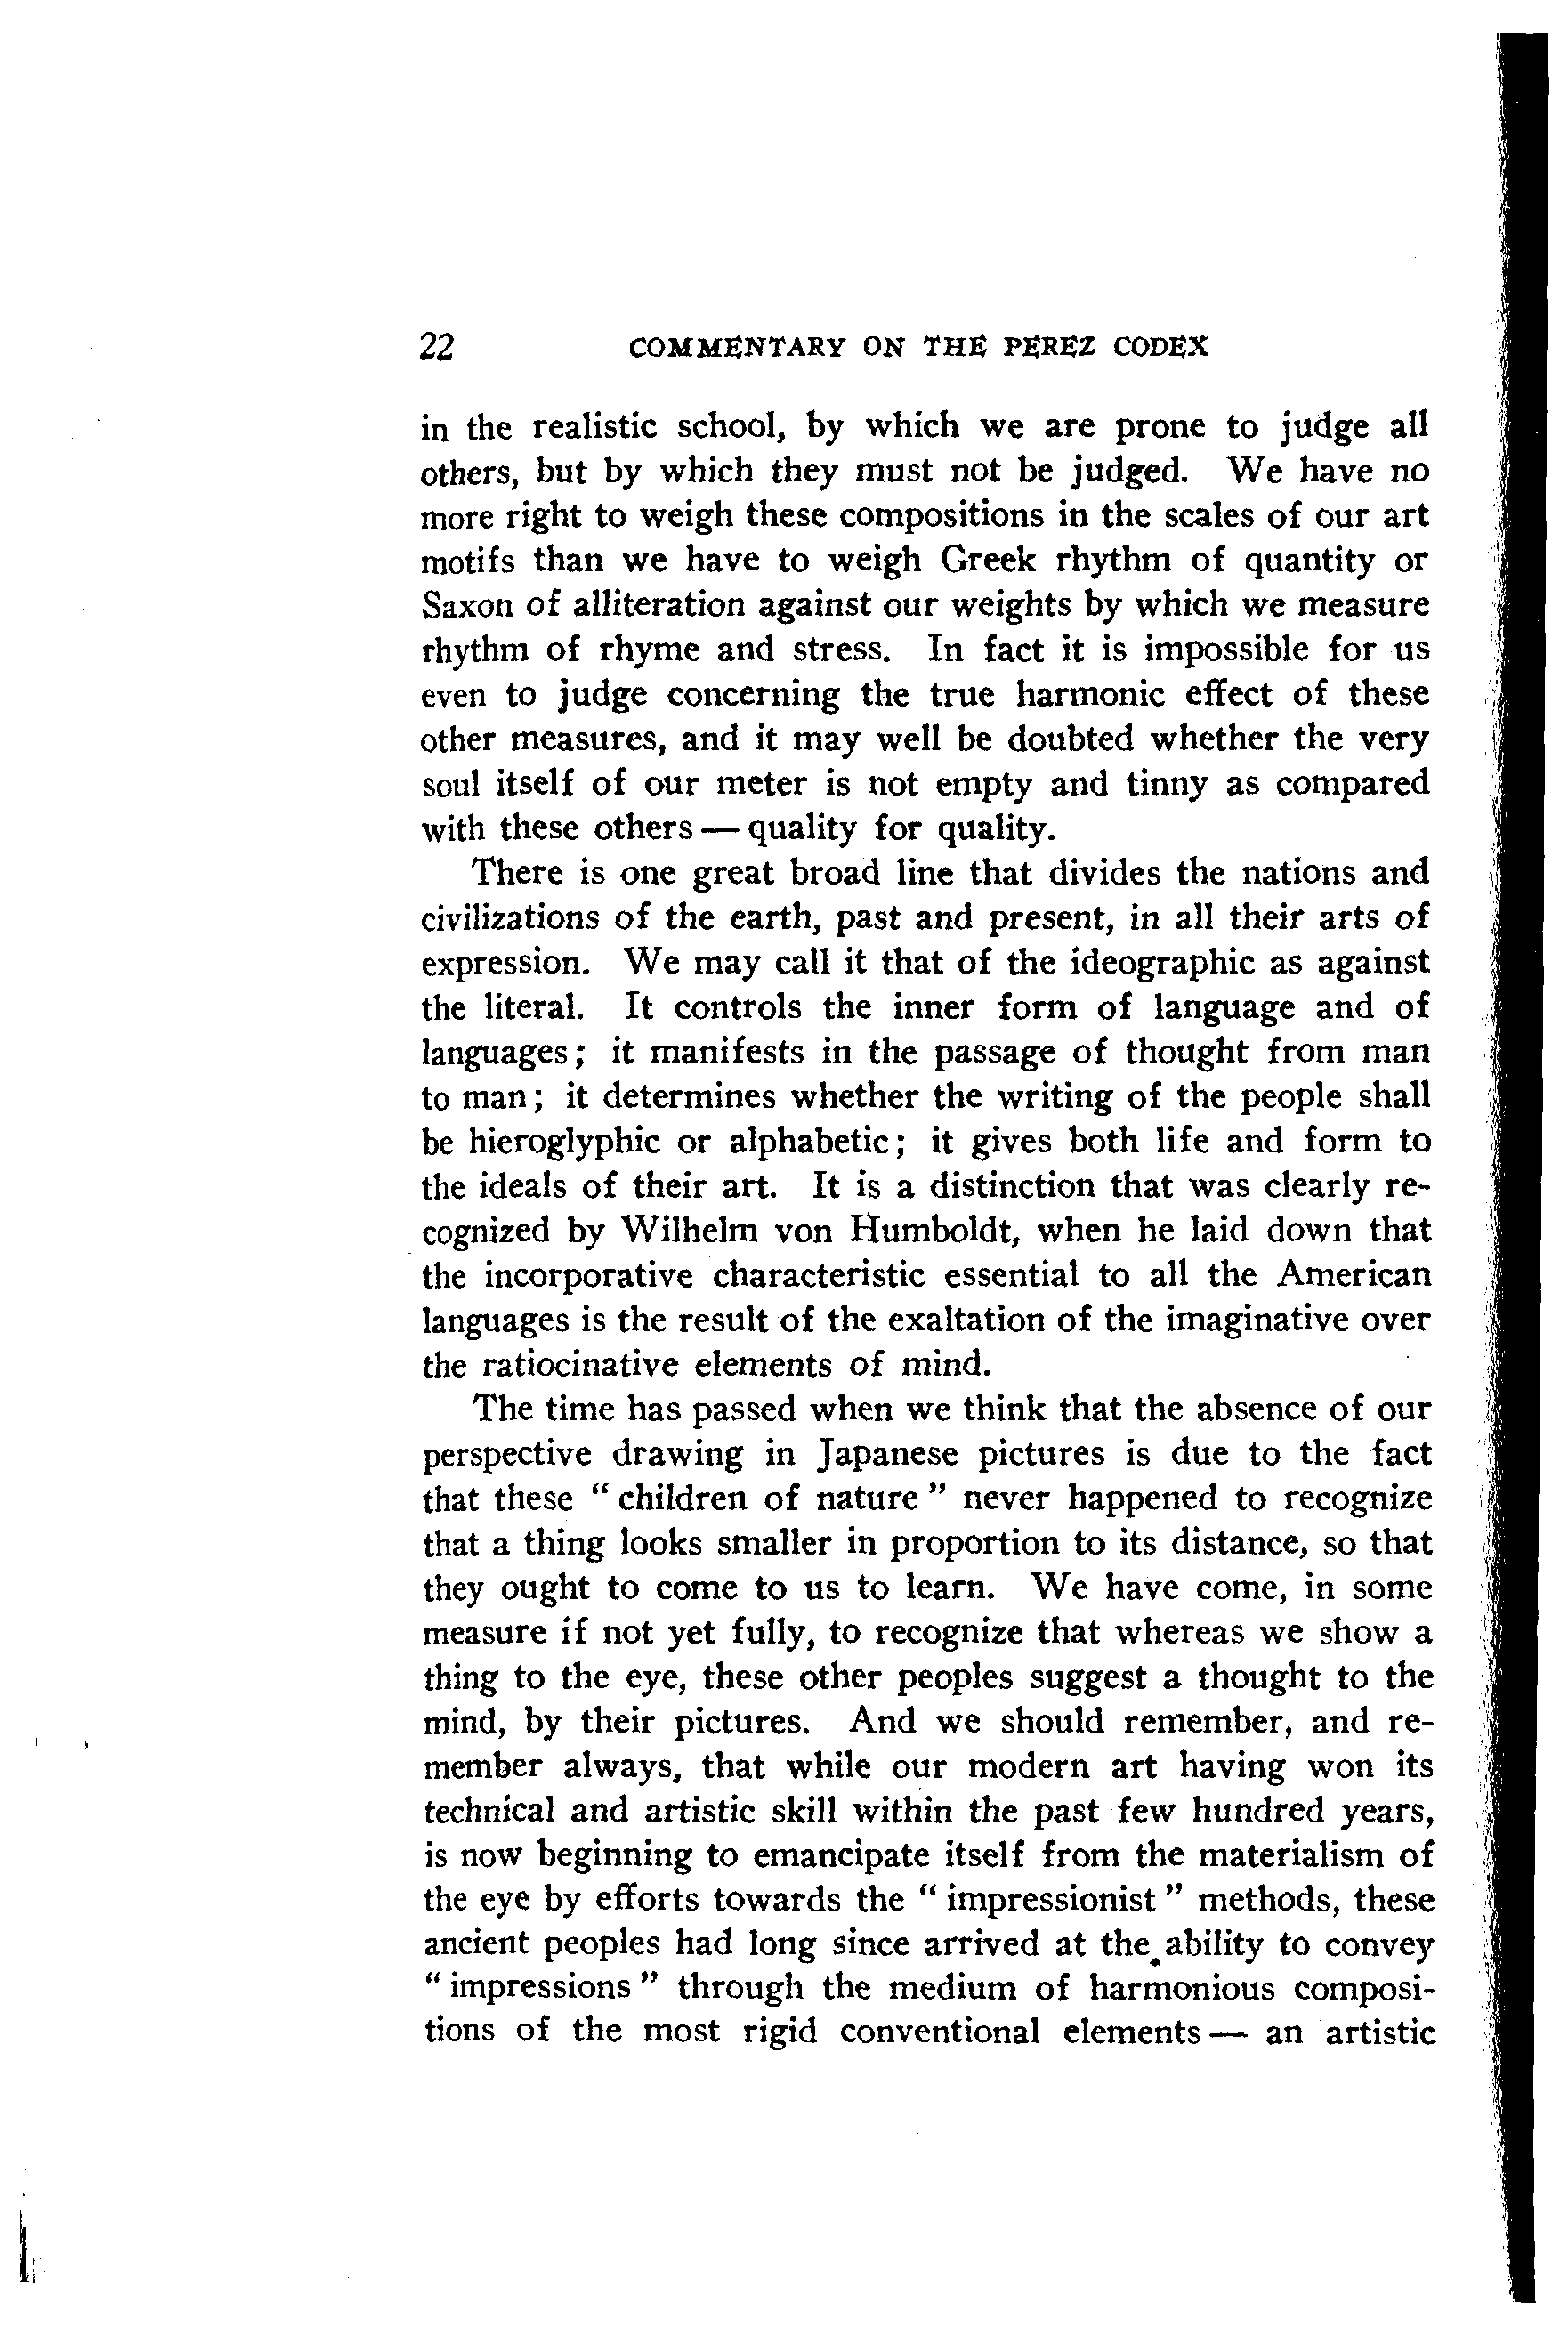 22 COMMENTARY ON THE PEREZ CODEX
in the realistic school, by which we are prone to judge all
others, but by which they must not be judged. We have no
more right to weigh these compositions in the scales of our art
motifs than we have to weigh Greek rhythm of quantity or
Saxon of alliteration against our weights by which we measure
rhythm of rhyme and stress. In fact it is impossible for us
even to judge concerning the true harmonic effect of these
other measures, and it may well be doubted whether the very
soul itself of our meter is not empty and tinny as compared
with these others — quality for quality.
There is one great broad line that divides the nations and
civilizations of the earth, past and present, in all their arts of
expression. We may call it that of the ideographic as against
the literal. It controls the inner form of language and of
languages; it manifests in the passage of thought from man
to man; it determines whether the writing of the people shall
be hieroglyphic or alphabetic; it gives both life and form to
the ideals of their art. It is a distinction that was clearly re-
cognized by Wilhelm von Humboldt, when he laid down that
the incorporative characteristic essential to all the American
languages is the result of the exaltation of the imaginative over
the ratiocinative elements of mind.
The time has passed when we think that the absence of our
perspective drawing in Japanese pictures is due to the fact
that these " children of nature " never happened to recognize
that a thing looks smaller in proportion to its distance, so that
they ought to come to us to learn. We have come, in some
measure if not yet fully, to recognize that whereas we show a
thing to the eye, these other peoples suggest a thought to the
mind, by their pictures. And we should remember, and re-
member always, that while our modern art having won its
technical and artistic skill within the past few hundred years,
is now beginning to emancipate itself from the materialism of
the eye by efforts towards the " impressionist " methods, these
ancient peoples had long since arrived at the ability to convey
" impressions " through the medium of harmonious composi-
tions of the most rigid conventional elements — an artistic